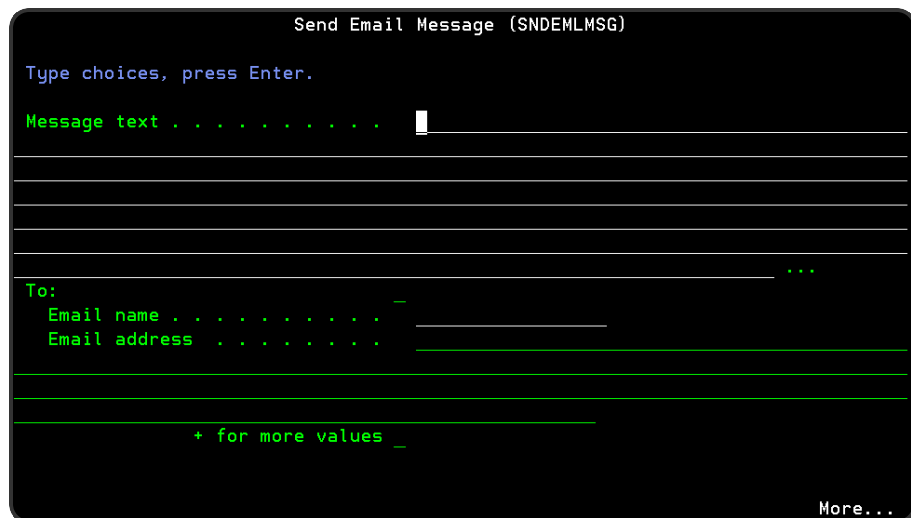 Send Email Message (SNDEMLMSG)
Type choices, press Enter.
Message text . . . . . . . . . .
...
To:
Email name . . . . . . . . . .
Email address . . . . . . . .
+ for more values
More...